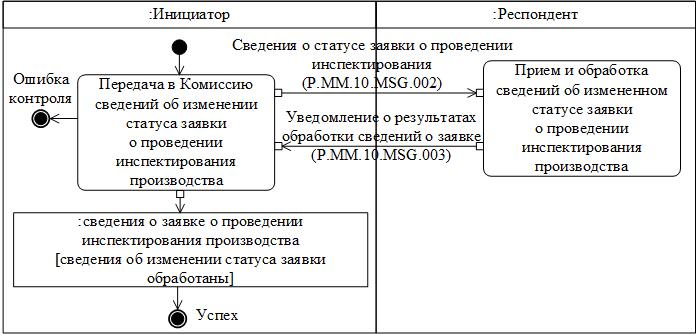 :Инициатор
:Респондент
Сведения о статусе заявки о проведении
инспектирования
(P.MM.10.MSG.002)
Ошибка
контроля
Передача в Комиссию
сведений об изменении
статуса заявки
о проведении
инспектирования
производства
Прием и обработка
сведений об измененном
статусе заявки
о проведении
инспектирования
производства
Уведомление о результатах
обработки сведений о заявке
(P.MM.10.MSG.003)
:сведения о заявке о проведении
инспектирования производства
[сведения об изменении статуса заявки
обработаны]
Успех